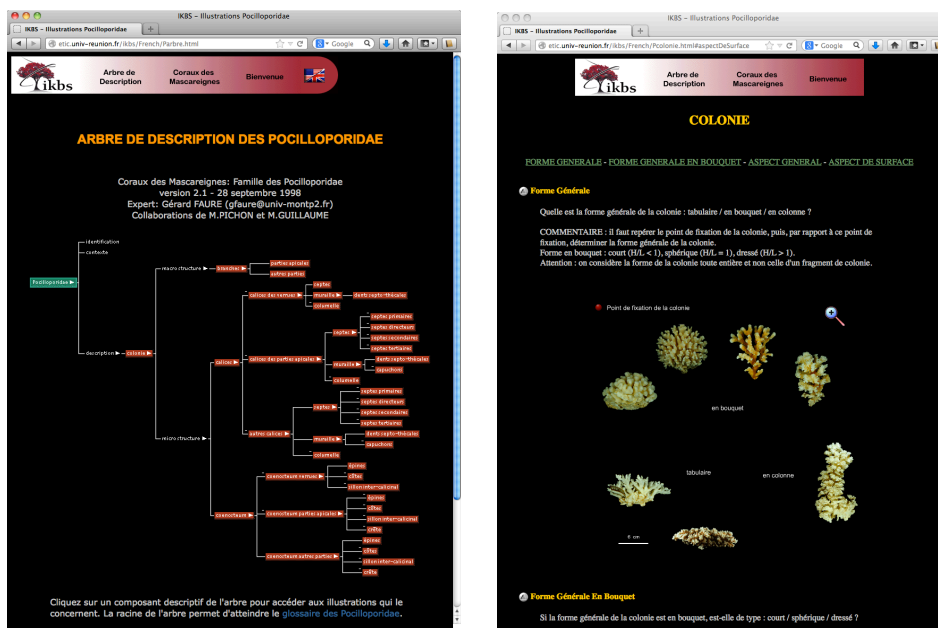 IKBS – Illustrations Pocilloporidae
IKBS – Illustrations Pocilloporidae
etic.univ-reunion.fr/ikbs/French/Parbre.html
Google
ikbs
Arbre de
Description
Coraux des
Mascareignes
Bienvenue
ARBRE DE DESCRIPTION DES POCILLOPORIDAE
Coraux des Mascareignes: Famille des Pocilloporidae
version 2.1 - 28 septembre 1998
Expert: Gérard FAURE (gfaure@univ-montp2.fr)
Collaborations de M.PICHON et M.GUILLAUME
Pocilloporidae
identification
contexte
description
colonie
macro structure
branches
parties apicales
autres parties
micro structure
calices
calices des verrues
septes
muraille
dents septo-thécales
columelle
calices des parties apicales
septes
septes primaires
septes directeurs
septes secondaires
septes tertiaires
muraille
dents septo-thécales
capuchons
columelle
autres calices
septes
septes primaires
septes directeurs
septes secondaires
septes tertiaires
muraille
dents septo-thécales
capuchons
columelle
coenosteum
coenosteum verrues
épines
côtes
sillon inter-calicinal
coenosteum parties apicales
épines
côtes
sillon inter-calicinal
crête
coenosteum autres parties
épines
côtes
sillon inter-calicinal
crête
Cliquez sur un composant descriptif de l'arbre pour accéder aux illustrations qui le
concernent. La racine de l'arbre permet d'atteindre le glossaire des Pocilloporidae.
IKBS – Illustrations Pocilloporidae
IKBS – Illustrations Pocilloporidae
etic.univ-reunion.fr/ikbs/French/Pcolonie.html#aspectDeSurface
Google
ikbs
Arbre de
Description
Coraux des
Mascareignes
Bienvenue
COLONIE
FORME GENERALE - FORME GENERALE EN BOUQUET - ASPECT GENERAL - ASPECT DE SURFACE
Forme Générale
Quelle est la forme générale de la colonie : tabulaire / en bouquet / en colonne ?
COMMENTAIRE : il faut repérer le point de fixation de la colonie, puis, par rapport à ce point de
fixation, déterminer la forme générale de la colonie.
Forme en bouquet : court (H/L < 1), sphérique (H/L = 1), dressé (H/L > 1).
Attention : on considère la forme de la colonie toute entière et non celle d'un fragment de colonie.
Point de fixation de la colonie
en bouquet
tabulaire
en colonne
6 cm
Forme Générale En Bouquet
Si la forme générale de la colonie est en bouquet, est-elle de type : court / sphérique / dressé ?